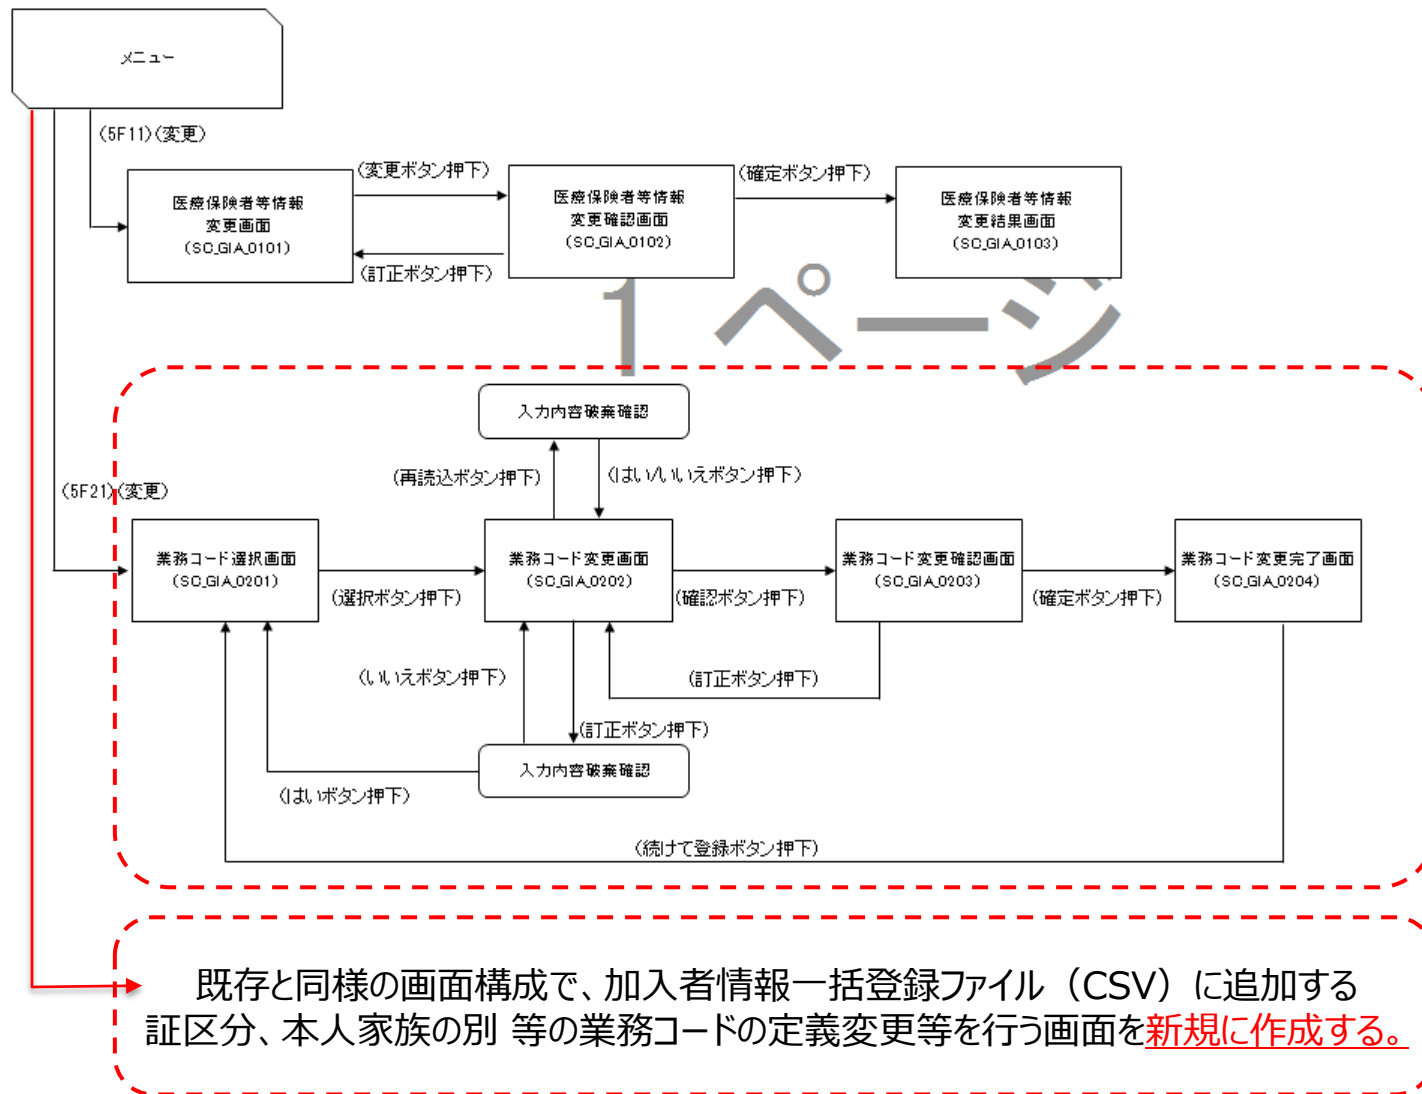 メニュー
(5F11)(変更)
医療保険者等情報
変更画面
(SC_GIA_0101)
(変更ボタン押下)
(訂正ボタン押下)
医療保険者等情報
変更確認画面
(SC_GIA_0102)
(確定ボタン押下)
医療保険者等情報
変更結果画面
(SC_GIA_0103)
1 ページ
入力内容破棄確認
(再読込ボタン押下)
(はい/いいえボタン押下)
(5F21)(変更)
業務コード選択画面
(SC_GIA_0201)
(選択ボタン押下)
業務コード変更画面
(SC_GIA_0202)
(確認ボタン押下)
業務コード変更確認画面
(SC_GIA_0203)
(確定ボタン押下)
業務コード変更完了画面
(SC_GIA_0204)
(いいえボタン押下)
(訂正ボタン押下)
(訂正ボタン押下)
入力内容破棄確認
(はいボタン押下)
(続けて登録ボタン押下)
既存と同様の画面構成で、加入者情報一括登録ファイル（CSV）に追加する
証区分、本人家族の別 等の業務コードの定義変更等を行う画面を新規に作成する。